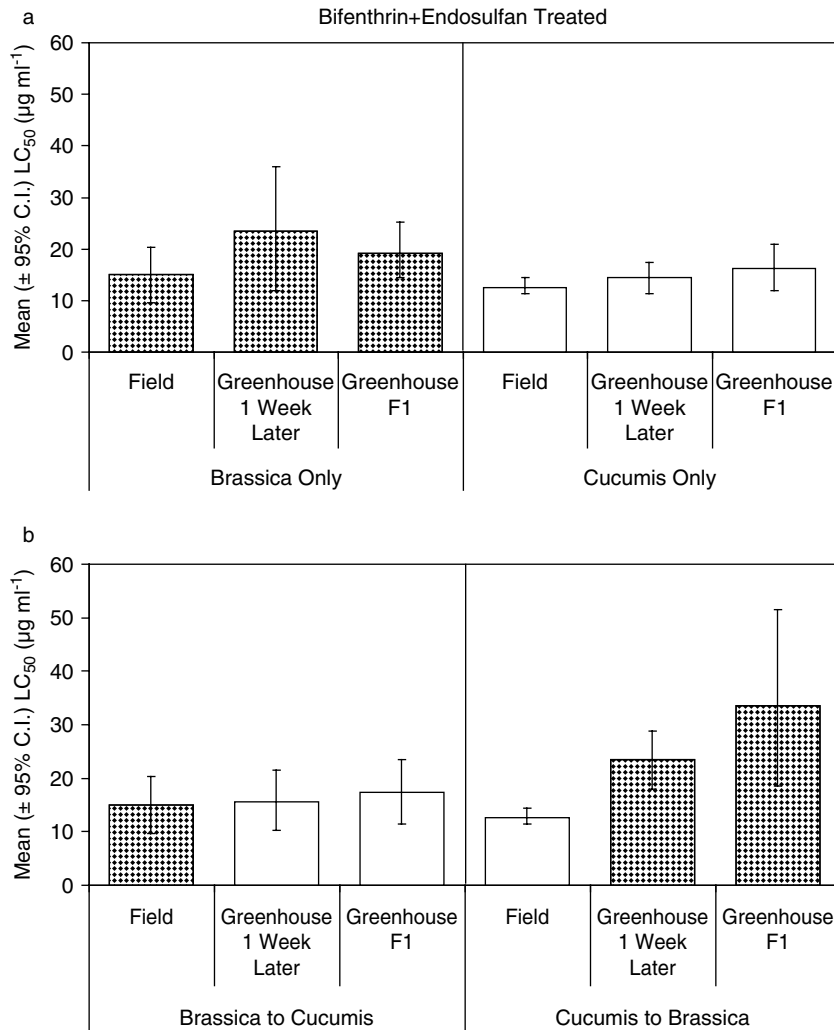 a
Bifenthrin+Endosulfan Treated
Mean (± 95% C.I.) LC50 (µg ml-1)
60
50
40
30
20
10
0
Field
Greenhouse
1 Week
Later
Greenhouse
F1
Field
Greenhouse
1 Week
Later
Greenhouse
F1
Brassica Only
Cucumis Only
b
Mean (± 95% C.I.) LC50 (µg ml-1)
60
50
40
30
20
10
0
Field
Greenhouse
1 Week
Later
Greenhouse
F1
Field
Greenhouse
1 Week
Later
Greenhouse
F1
Brassica to Cucumis
Cucumis to Brassica